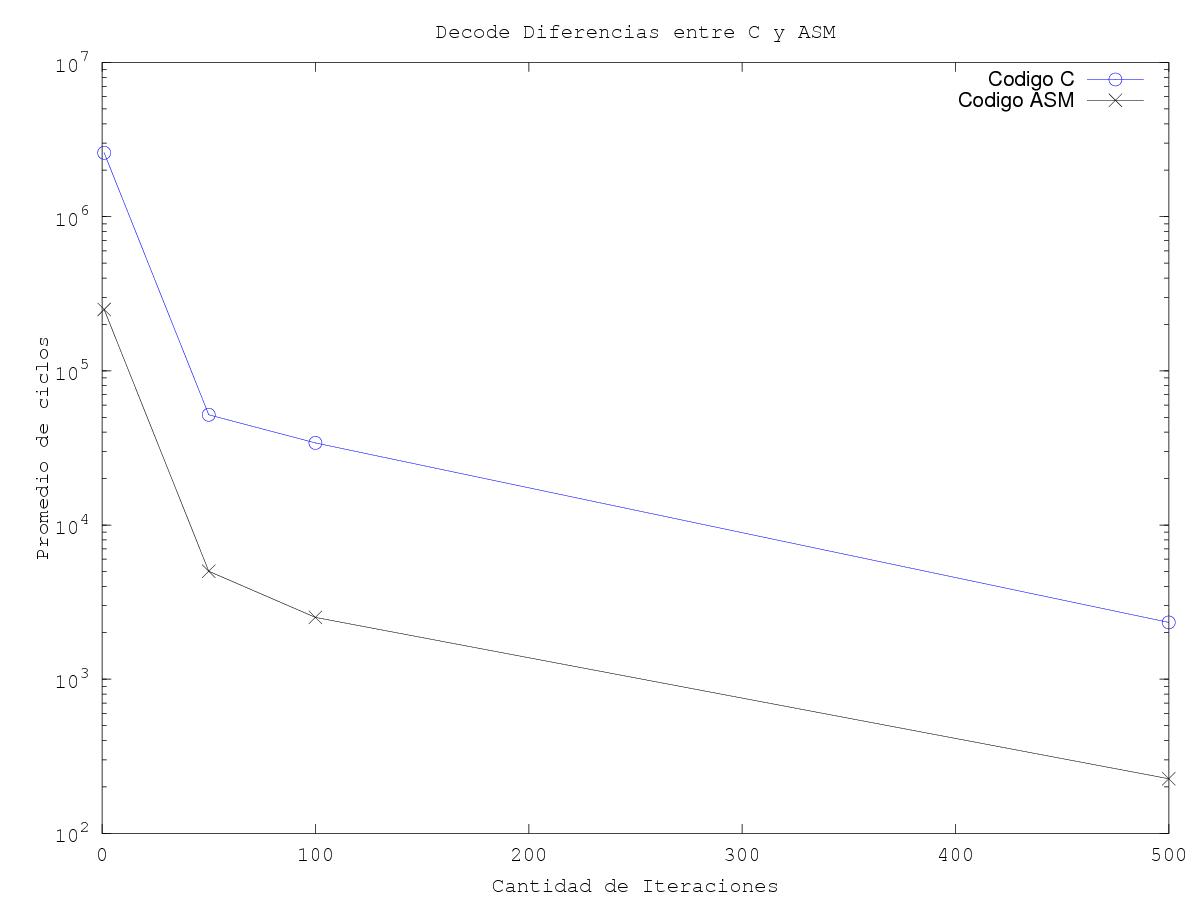 Decode Diferencias entre C y ASM
Codigo C
Codigo ASM
10^7
10^6
10^5
10^4
10^3
10^2
Promedio de ciclos
0 100 200 300 400 500
Cantidad de Iteraciones